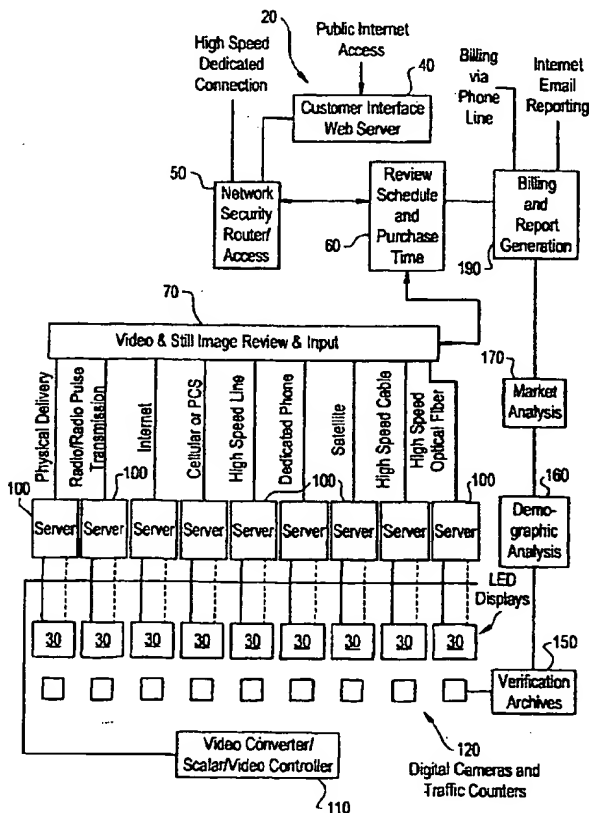 20
High Speed
Dedicated
Connection
Public Internet
Access
40
Customer Interface
Web Server
Billing
via
Phone
Line
Internet
Email
Reporting
50
Network
Security
Router/
Access
60
Review
Schedule
and
Purchase
Time
Billing
and
Report
Generation
190
70
Video & Still Image Review & Input
170
Market
Analysis
Physical Delivery
Radio/Radio Pulse
Transmission
Internet
Cellular or PCS
High Speed Line
Dedicated Phone
Satellite
High Speed Cable
High Speed
Optical Fiber
160
Demo-
graphic
Analysis
100
100
100
100
Server
Server
Server
Server
Server
Server
Server
Server
Server
LED
Displays
30
30
30
30
30
30
30
30
30
150
Verification
Archives
120
Digital Cameras and
Traffic Counters
Video Converter/
Scalar/Video Controller
110